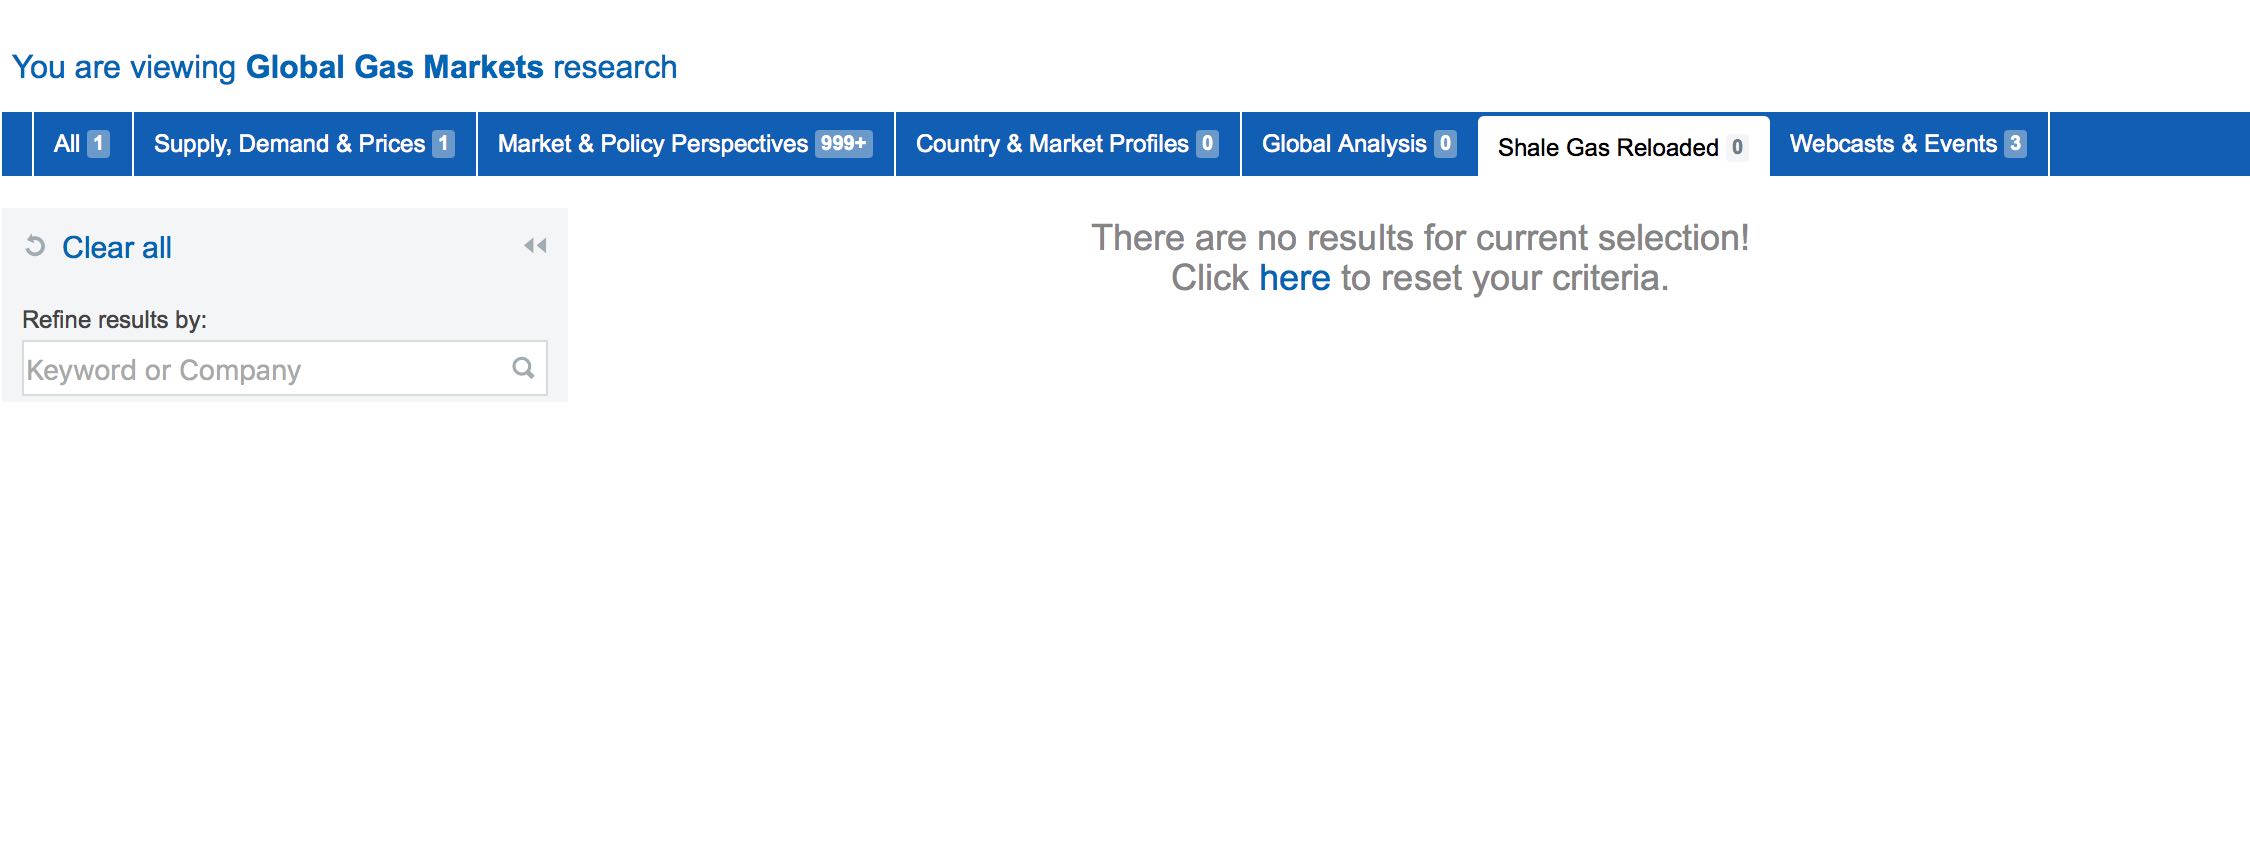 You are viewing Global Gas Markets research
All 1 Supply, Demand & Prices 1 Market & Policy Perspectives 999+ Country & Market Profiles 0 Global Analysis 0 Shale Gas Reloaded 0 Webcasts & Events 3
Clear all
Refine results by:
Keyword or Company
There are no results for current selection!
Click here to reset your criteria.